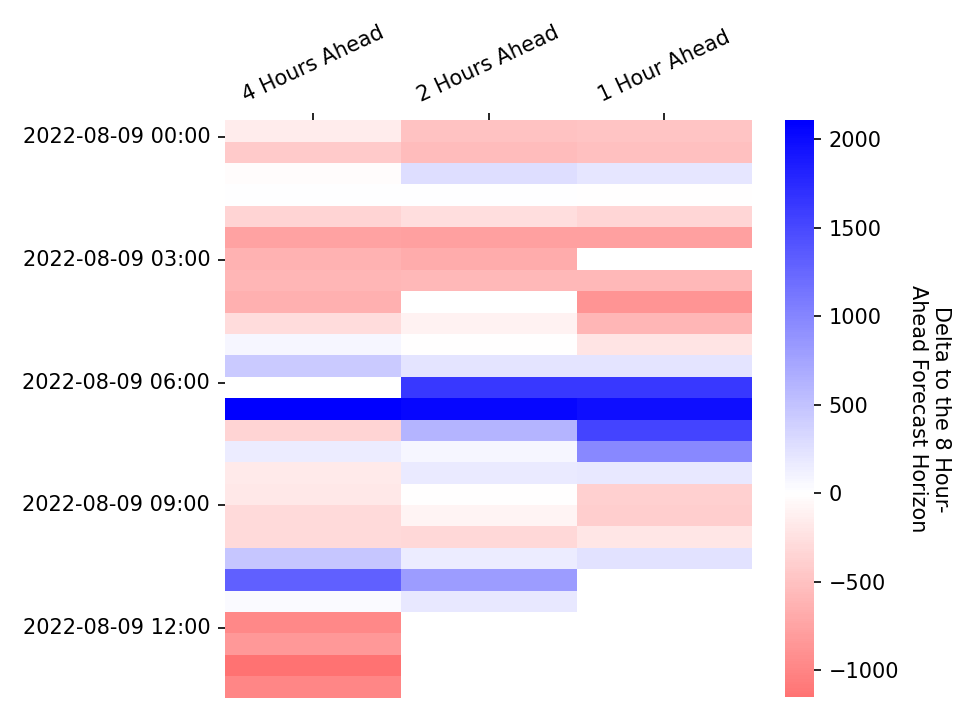 4 Hours Ahead
2 Hours Ahead
1 Hour Ahead
2022-08-09 00:00
2022-08-09 03:00
2022-08-09 06:00
2022-08-09 09:00
2022-08-09 12:00
2000
1500
1000
500
0
−500
−1000
Delta to the 8 Hour-
Ahead Forecast Horizon